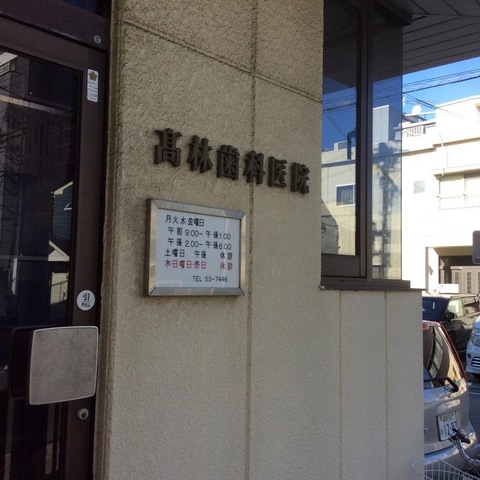 髙林歯科医院
月火水金曜日
午前 9.00〜午後1.00
午後 2.00〜午後6.00
土曜日 午後 休診
木日曜日・祭日 休診
TEL 53-7446
引
PULL